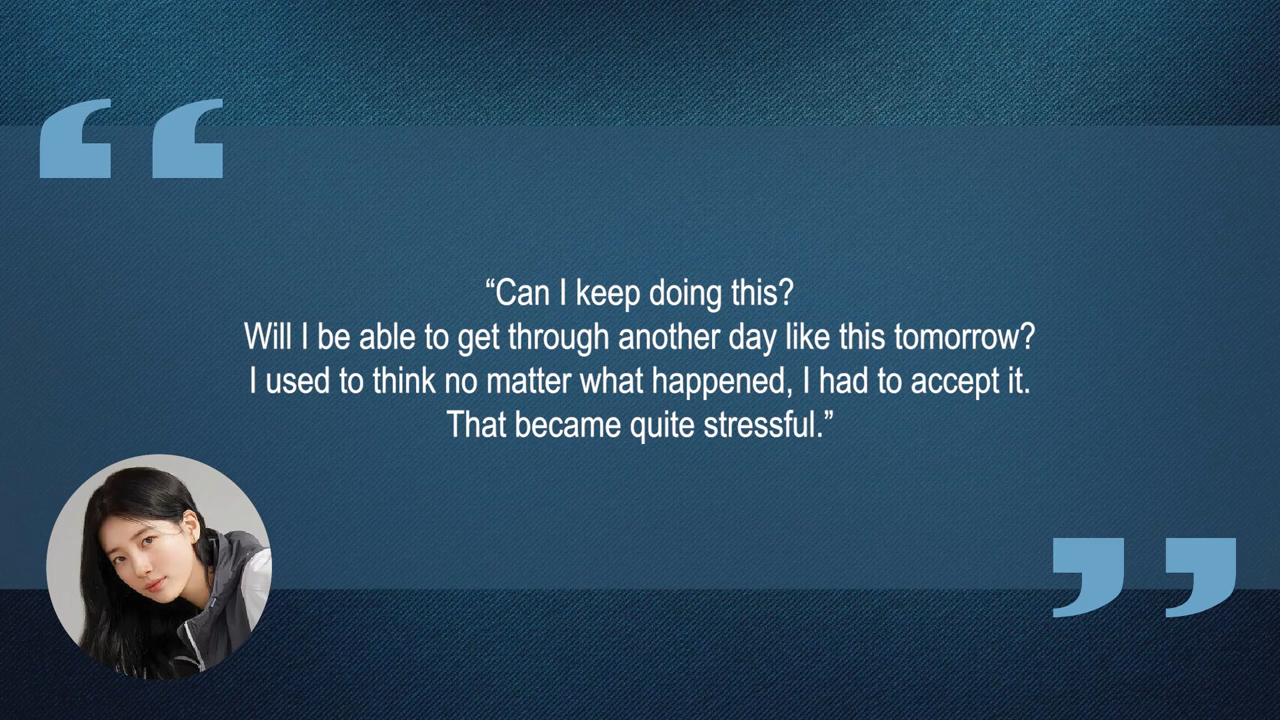 “Can I keep doing this?
Will I be able to get through another day like this tomorrow?
I used to think no matter what happened, I had to accept it.
That became quite stressful.”